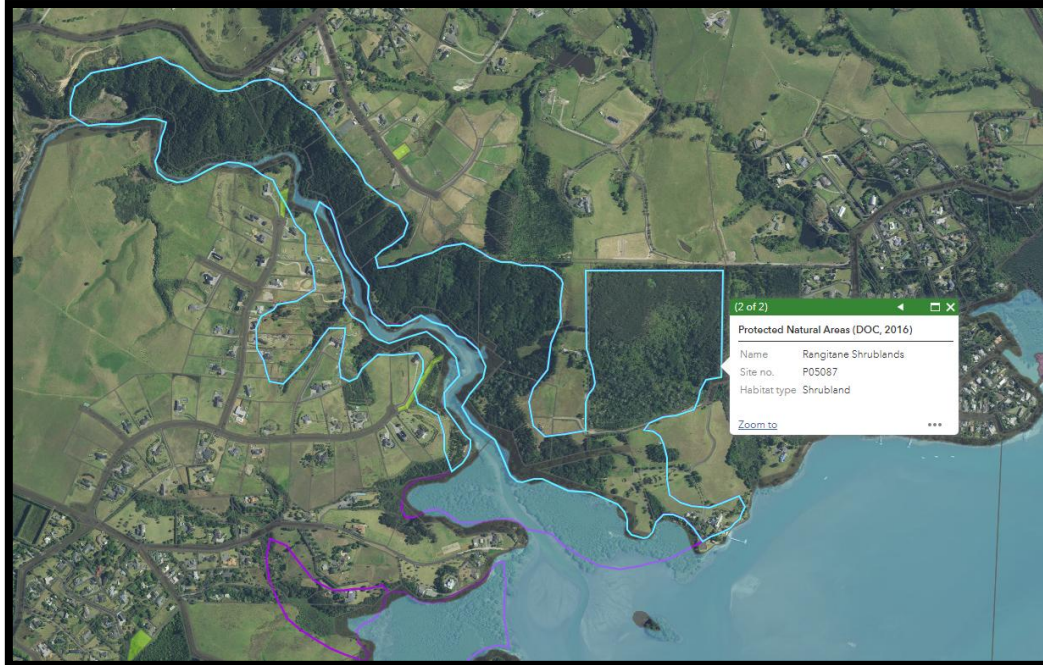 (2 of 2)
Protected Natural Areas (DOC, 2016)
Name Rangitane Shrublands
Site no. P05087
Habitat type Shrubland
Zoom to